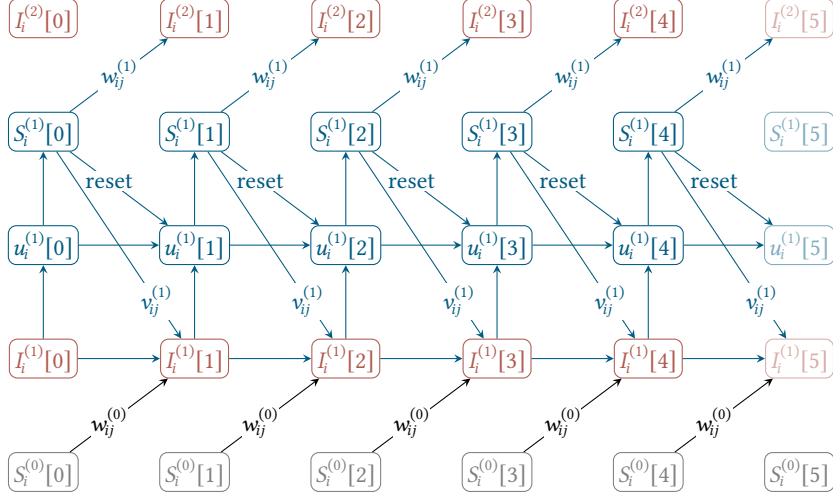 I_i^{(2)}[0] I_i^{(2)}[1] I_i^{(2)}[2] I_i^{(2)}[3] I_i^{(2)}[4] I_i^{(2)}[5]
w_{ij}^{(1)} w_{ij}^{(1)} w_{ij}^{(1)} w_{ij}^{(1)} w_{ij}^{(1)}
S_i^{(1)}[0] S_i^{(1)}[1] S_i^{(1)}[2] S_i^{(1)}[3] S_i^{(1)}[4] S_i^{(1)}[5]
reset reset reset reset reset
u_i^{(1)}[0] u_i^{(1)}[1] u_i^{(1)}[2] u_i^{(1)}[3] u_i^{(1)}[4] u_i^{(1)}[5]
v_{ij}^{(1)} v_{ij}^{(1)} v_{ij}^{(1)} v_{ij}^{(1)} v_{ij}^{(1)}
I_i^{(1)}[0] I_i^{(1)}[1] I_i^{(1)}[2] I_i^{(1)}[3] I_i^{(1)}[4] I_i^{(1)}[5]
w_{ij}^{(0)} w_{ij}^{(0)} w_{ij}^{(0)} w_{ij}^{(0)} w_{ij}^{(0)}
S_i^{(0)}[0] S_i^{(0)}[1] S_i^{(0)}[2] S_i^{(0)}[3] S_i^{(0)}[4] S_i^{(0)}[5]